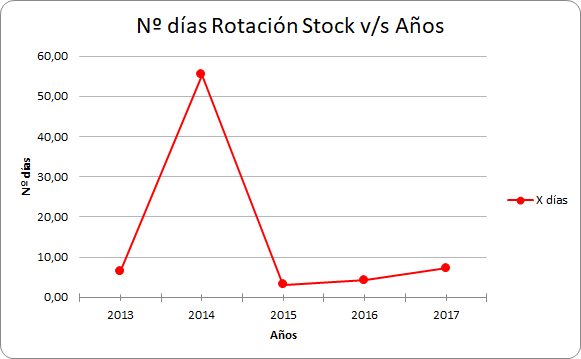 Nº días Rotación Stock v/s Años
60,00
50,00
40,00
30,00
20,00
10,00
0,00
Nº días
2013 2014 2015 2016 2017
Años
X días